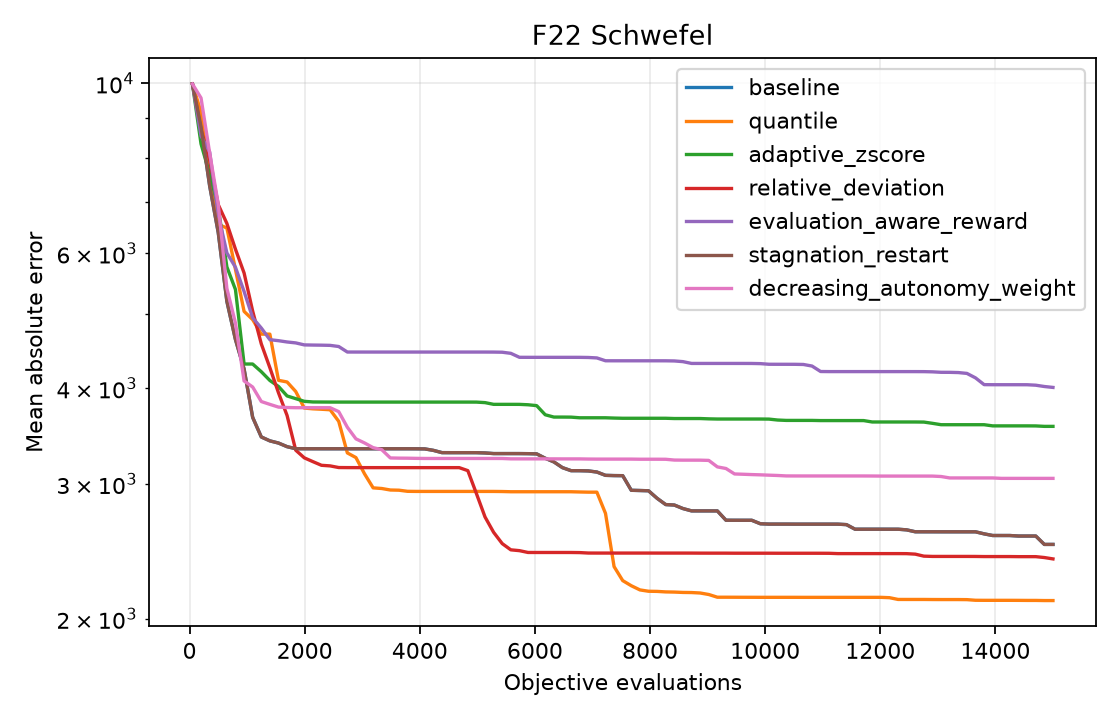 F22 Schwefel
Mean absolute error
10⁴
6 × 10³
4 × 10³
3 × 10³
2 × 10³
baseline
quantile
adaptive_zscore
relative_deviation
evaluation_aware_reward
stagnation_restart
decreasing_autonomy_weight
0 2000 4000 6000 8000 10000 12000 14000
Objective evaluations